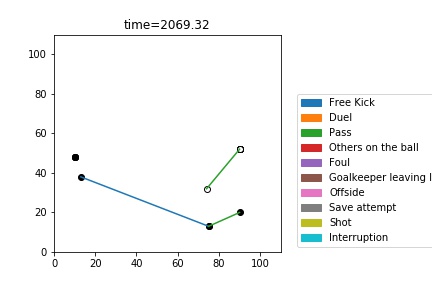 time=2069.32
100
80
60
40
20
0
0 20 40 60 80 100
Free Kick
Duel
Pass
Others on the ball
Foul
Goalkeeper leaving l
Offside
Save attempt
Shot
Interruption